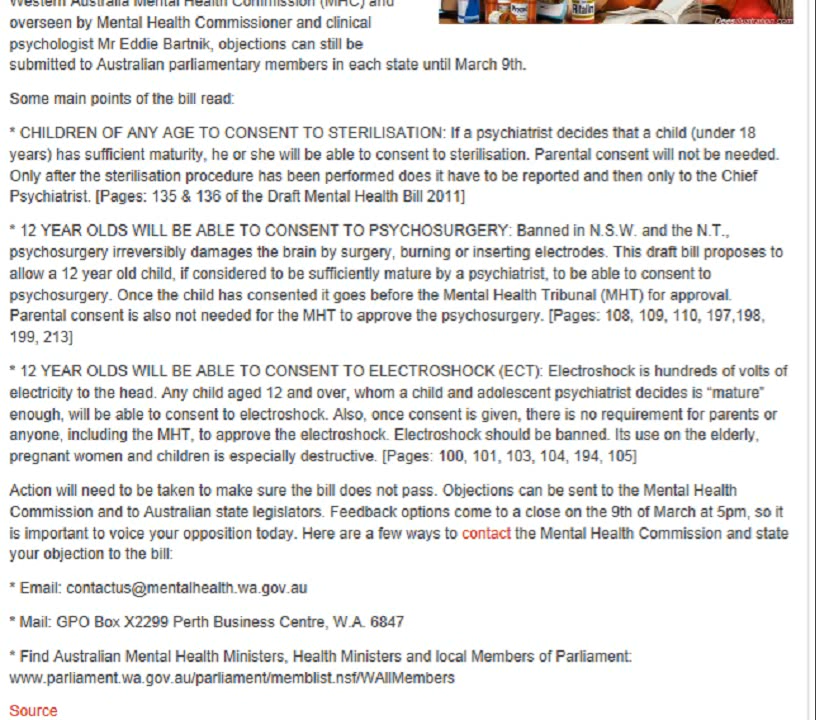 Western Australia Mental Health Commission (MHC) and
overseen by Mental Health Commissioner and clinical
psychologist Mr Eddie Bartnik, objections can still be
submitted to Australian parliamentary members in each state until March 9th.
Some main points of the bill read:
* CHILDREN OF ANY AGE TO CONSENT TO STERILISATION: If a psychiatrist decides that a child (under 18
years) has sufficient maturity, he or she will be able to consent to sterilisation. Parental consent will not be needed.
Only after the sterilisation procedure has been performed does it have to be reported and then only to the Chief
Psychiatrist. [Pages: 135 & 136 of the Draft Mental Health Bill 2011]
* 12 YEAR OLDS WILL BE ABLE TO CONSENT TO PSYCHOSURGERY: Banned in N.S.W. and the N.T.,
psychosurgery irreversibly damages the brain by surgery, burning or inserting electrodes. This draft bill proposes to
allow a 12 year old child, if considered to be sufficiently mature by a psychiatrist, to be able to consent to
psychosurgery. Once the child has consented it goes before the Mental Health Tribunal (MHT) for approval.
Parental consent is also not needed for the MHT to approve the psychosurgery. [Pages: 108, 109, 110, 197,198,
199, 213]
* 12 YEAR OLDS WILL BE ABLE TO CONSENT TO ELECTROSHOCK (ECT): Electroshock is hundreds of volts of
electricity to the head. Any child aged 12 and over, whom a child and adolescent psychiatrist decides is “mature”
enough, will be able to consent to electroshock. Also, once consent is given, there is no requirement for parents or
anyone, including the MHT, to approve the electroshock. Electroshock should be banned. Its use on the elderly,
pregnant women and children is especially destructive. [Pages: 100, 101, 103, 104, 194, 105]
Action will need to be taken to make sure the bill does not pass. Objections can be sent to the Mental Health
Commission and to Australian state legislators. Feedback options come to a close on the 9th of March at 5pm, so it
is important to voice your opposition today. Here are a few ways to contact the Mental Health Commission and state
your objection to the bill:
* Email: contactus@mentalhealth.wa.gov.au
* Mail: GPO Box X2299 Perth Business Centre, W.A. 6847
* Find Australian Mental Health Ministers, Health Ministers and local Members of Parliament:
www.parliament.wa.gov.au/parliament/memblist.nsf/WAllMembers
Source
Ritalin